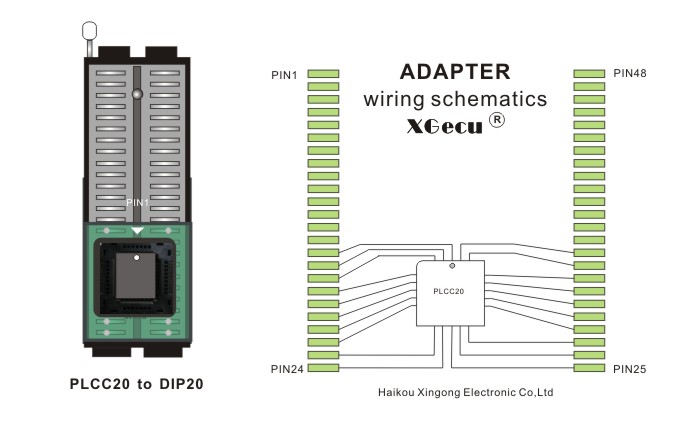 PIN1
PLCC20 to DIP20
PIN1
ADAPTER
wiring schematics
XGecu ®
PIN48
PLCC20
PIN24
PIN25
Haikou Xingong Electronic Co,Ltd